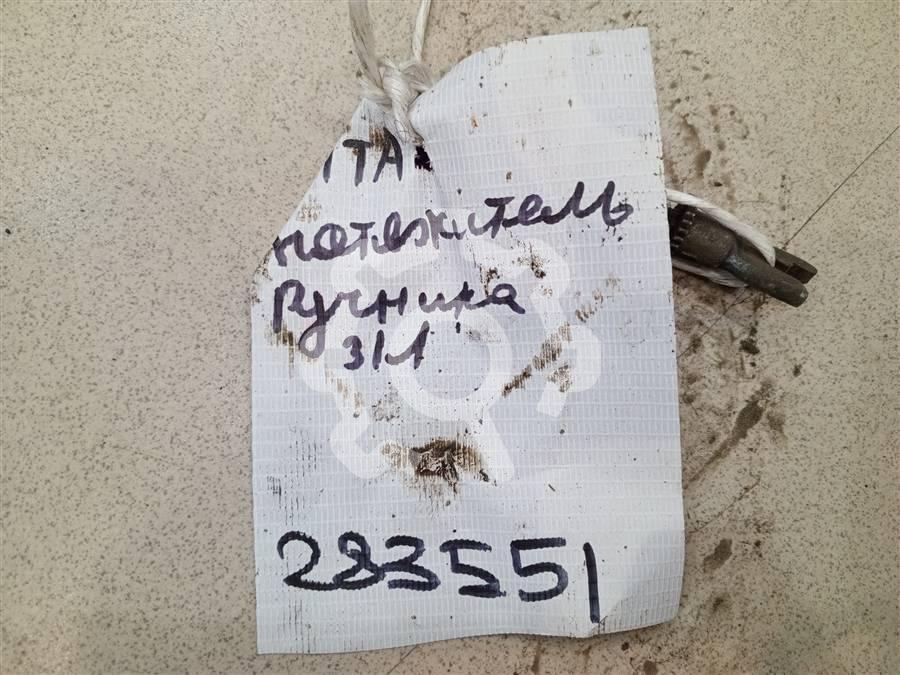 ТА
натяжитель
Ручника
з/л
283551